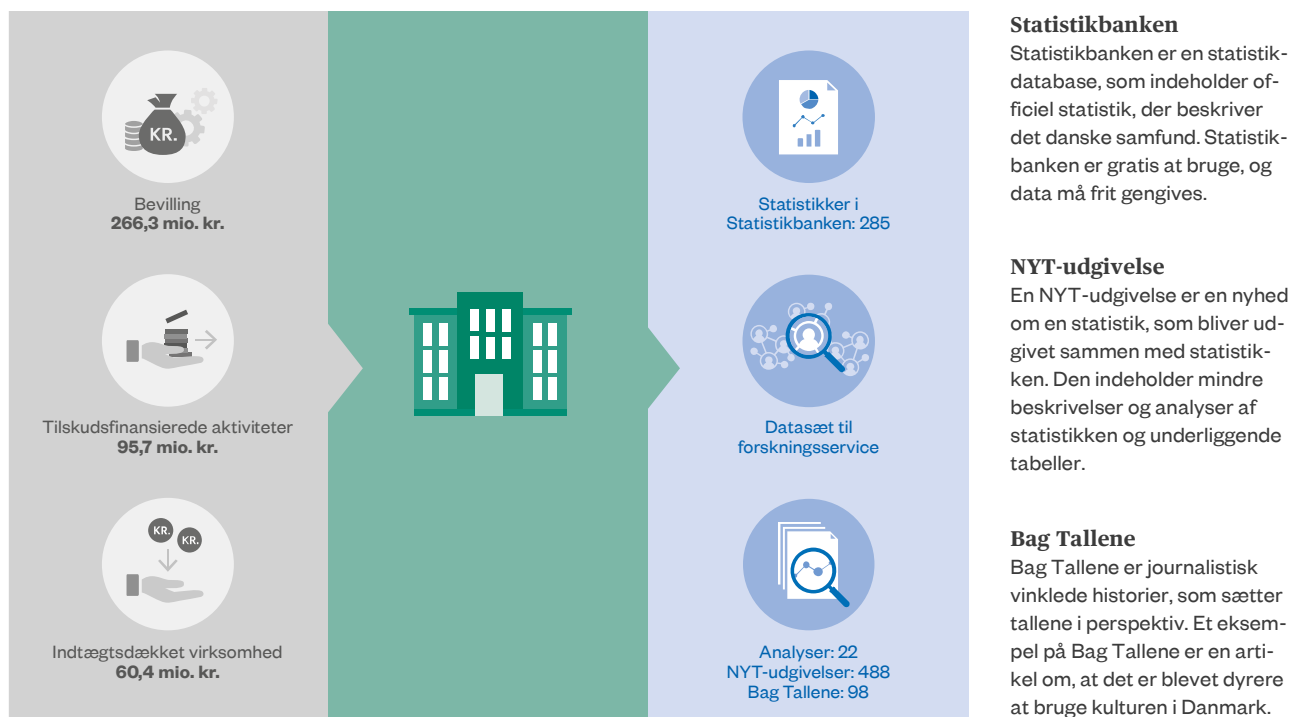 KR.
Bevilling
266,3 mio. kr.
Tilskudsfinansierede aktiviteter
95,7 mio. kr.
KR.
KR.
Indtægtsdækket virksomhed
60,4 mio. kr.
Statistikker i
Statistikbanken: 285
Datasæt til
forskningsservice
Analyser: 22
NYT-udgivelser: 488
Bag Tallene: 98
Statistikbanken
Statistikbanken er en statistik-
database, som indeholder of-
ficiel statistik, der beskriver
det danske samfund. Statistik-
banken er gratis at bruge, og
data må frit gengives.
NYT-udgivelse
En NYT-udgivelse er en nyhed
om en statistik, som bliver ud-
givet sammen med statistik-
ken. Den indeholder mindre
beskrivelser og analyser af
statistikken og underliggende
tabeller.
Bag Tallene
Bag Tallene er journalistisk
vinklede historier, som sætter
tallene i perspektiv. Et eksem-
pel på Bag Tallene er en arti-
kel om, at det er blevet dyrere
at bruge kulturen i Danmark.